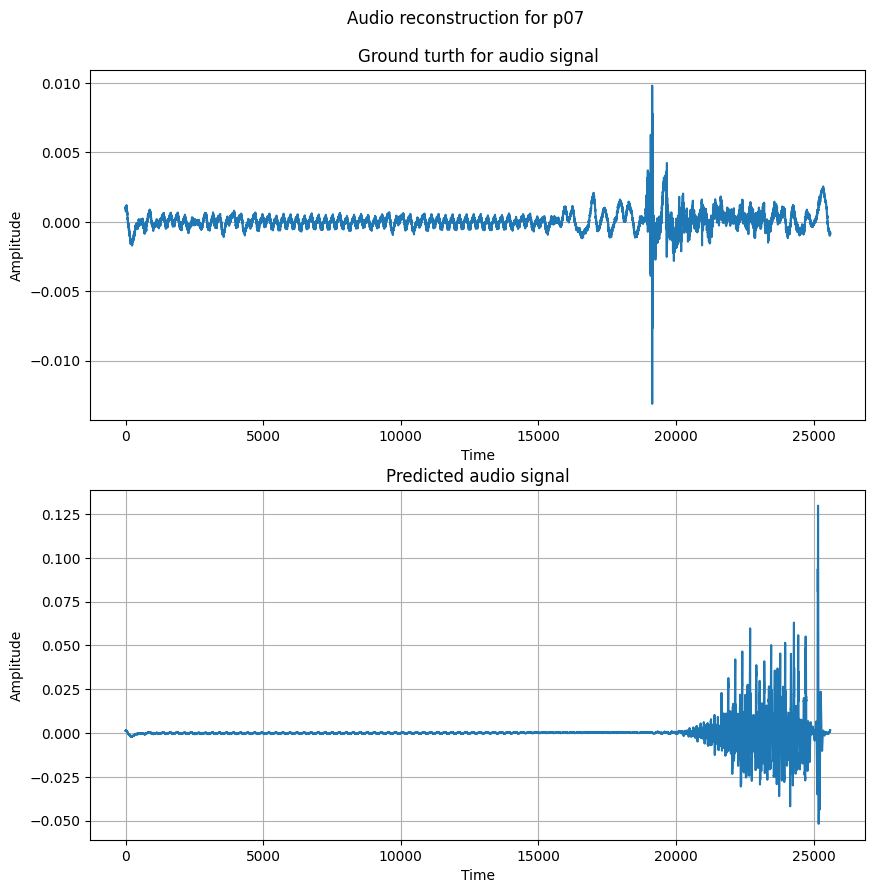 Audio reconstruction for p07
Ground turth for audio signal
0.010
0.005
0.000
−0.005
−0.010
Amplitude
0 5000 10000 15000 20000 25000
Time
Predicted audio signal
0.125
0.100
0.075
0.050
0.025
0.000
−0.025
−0.050
Amplitude
0 5000 10000 15000 20000 25000
Time